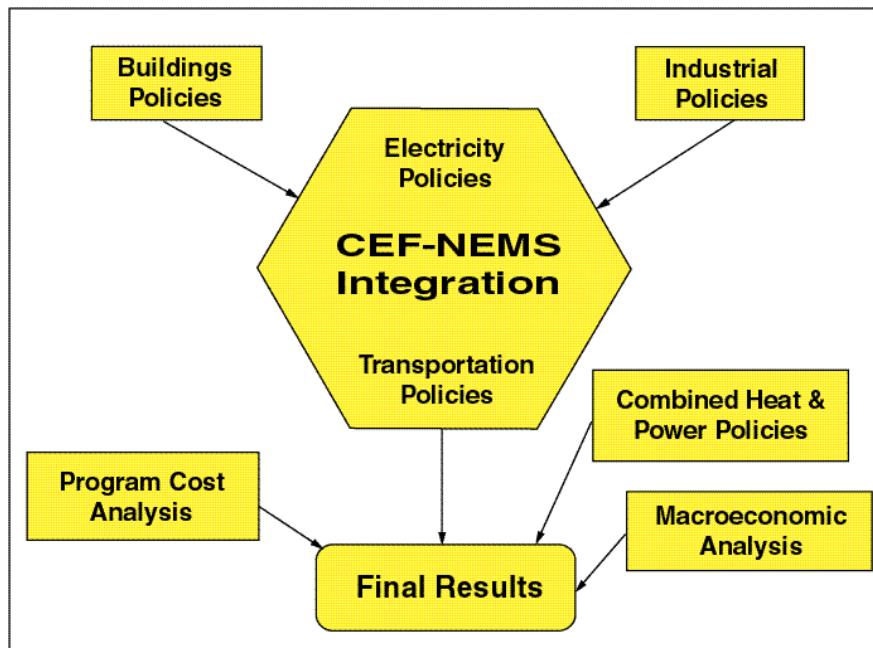 Buildings
Policies
Industrial
Policies
Electricity
Policies
CEF-NEMS
Integration
Transportation
Policies
Combined Heat &
Power Policies
Program Cost
Analysis
Macroeconomic
Analysis
Final Results